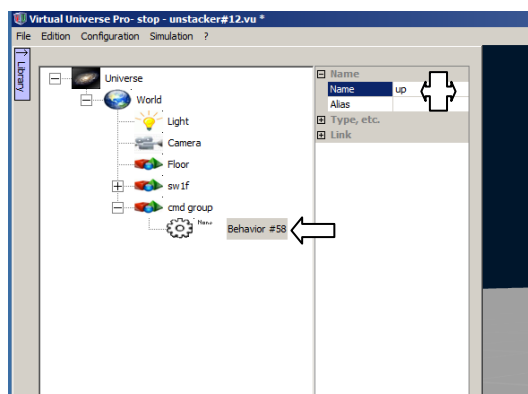 Virtual Universe Pro- stop - unstacker#12.vu *
File Edition Configuration Simulation ?
Library
Universe
World
Light
Camera
Floor
sw1f
cmd group
Behavior #58
Name
Name up
Alias
Type, etc.
Link